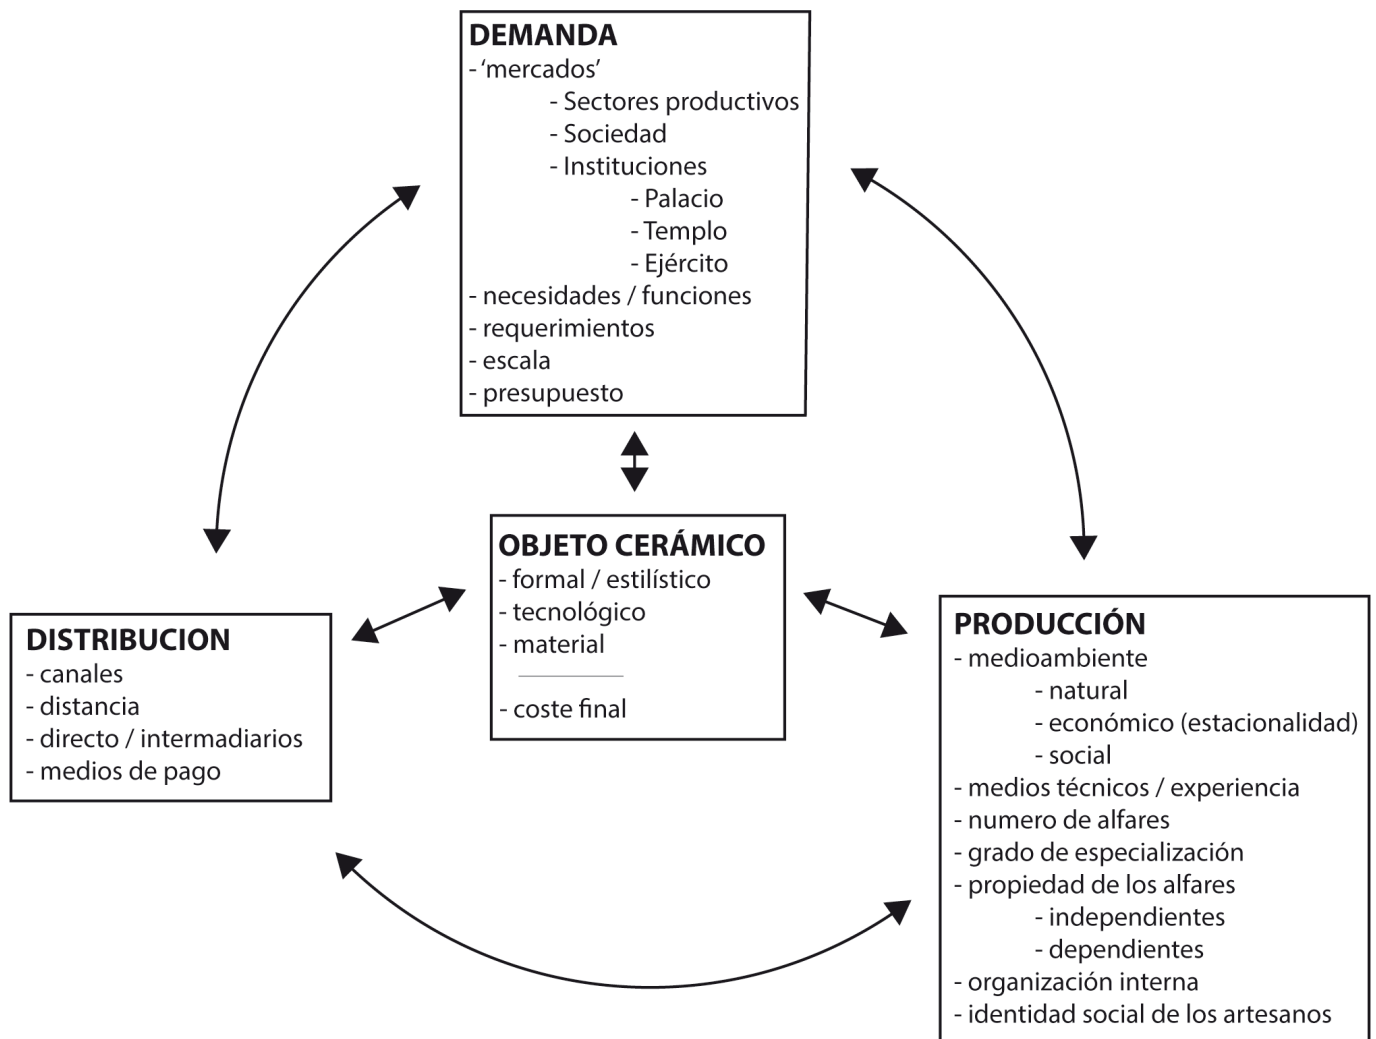 DEMANDA
- ‘mercados’
- Sectores productivos
- Sociedad
- Instituciones
- Palacio
- Templo
- Ejército
- necesidades / funciones
- requerimientos
- escala
- presupuesto
OBJETO CERÁMICO
- formal / estilístico
- tecnológico
- material
- coste final
DISTRIBUCION
- canales
- distancia
- directo / intermadiarios
- medios de pago
PRODUCCIÓN
- medioambiente
- natural
- económico (estacionalidad)
- social
- medios técnicos / experiencia
- numero de alfares
- grado de especialización
- propiedad de los alfares
- independientes
- dependientes
- organización interna
- identidad social de los artesanos